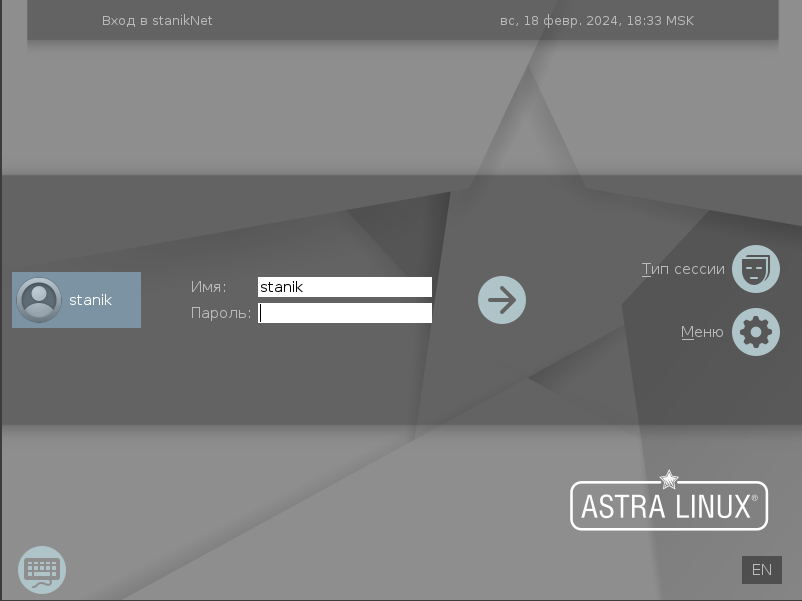 Вход в stanikNet
вс, 18 февр. 2024, 18:33 MSK
stanik
Имя:
stanik
Пароль:
Тип сессии
Меню
ASTRA LINUX®
EN